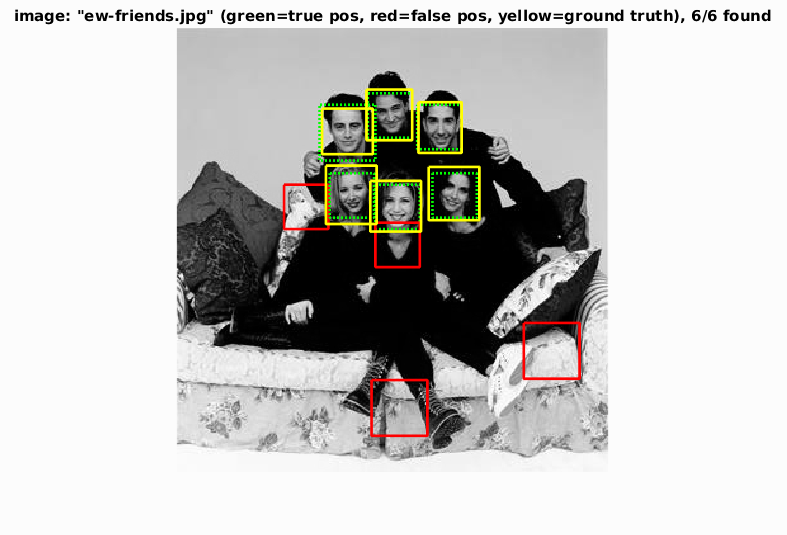 image: "ew-friends.jpg" (green=true pos, red=false pos, yellow=ground truth), 6/6 found